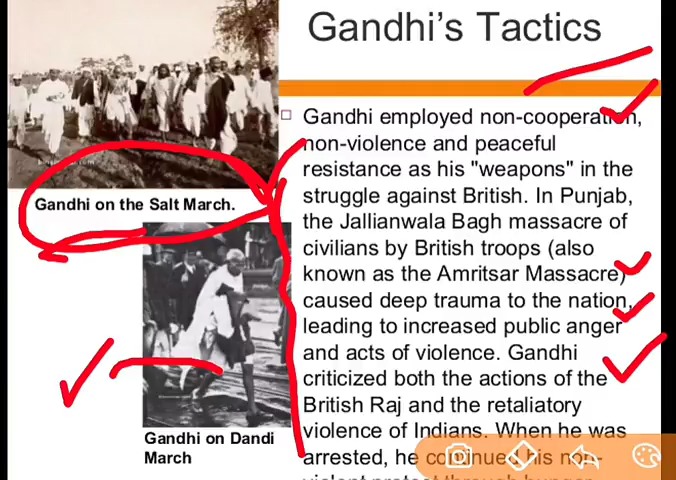 Gandhi's Tactics
Gandhi on the Salt March.
Gandhi on Dandi
March
Gandhi employed non-cooperation,
non-violence and peaceful
resistance as his "weapons" in the
struggle against British. In Punjab,
the Jallianwala Bagh massacre of
civilians by British troops (also
known as the Amritsar Massacre)
caused deep trauma to the nation,
leading to increased public anger
and acts of violence. Gandhi
criticized both the actions of the
British Raj and the retaliatory
violence of Indians. When he was
arrested, he continued his non-
violent protest through hunger